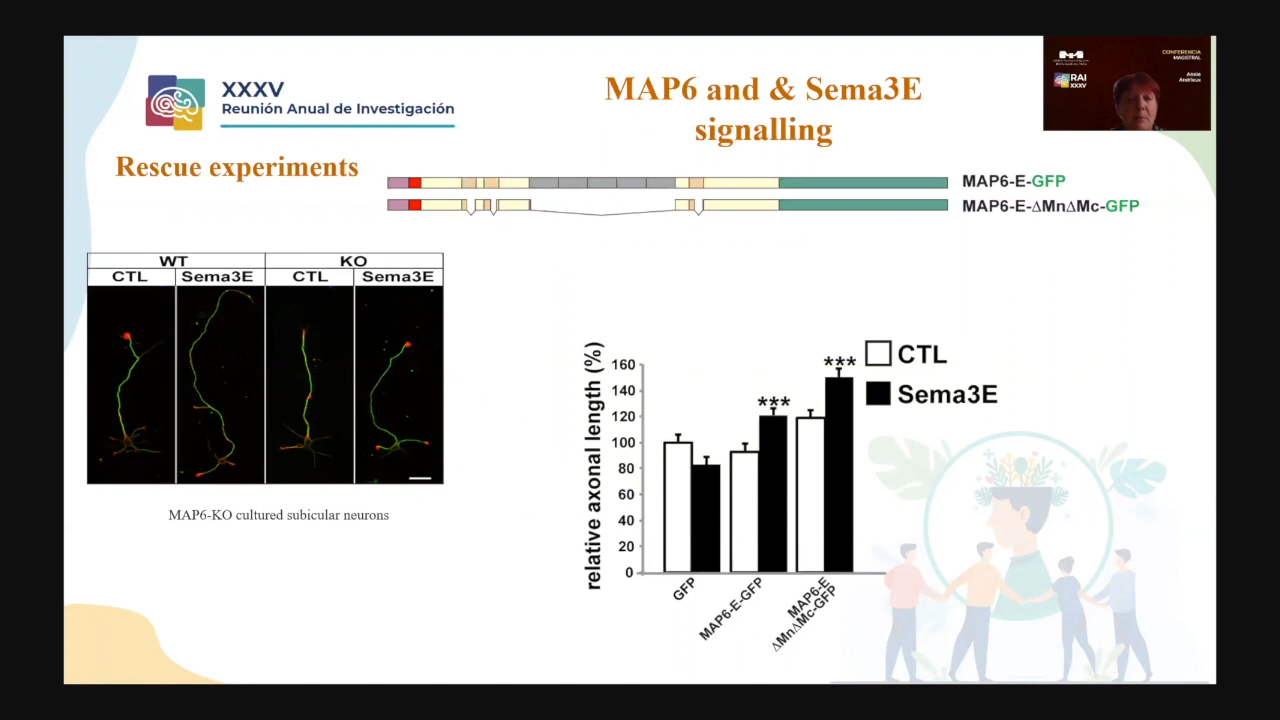 XXXV
Reunión Anual de Investigación
MAP6 and & Sema3E
signalling
CONFERENCIA
MAGISTRAL
RAI
XXXV
Annie
Andrieux
Rescue experiments
MAP6-E-GFP
MAP6-E-ΔMnΔMc-GFP
WT
KO
CTL
Sema3E
CTL
Sema3E
MAP6-KO cultured subicular neurons
relative axonal length (%)
160
140
120
100
80
60
40
20
0
***
***
CTL
Sema3E
GFP
MAP6-E-GFP
MAP6-E
ΔMnΔMc-GFP